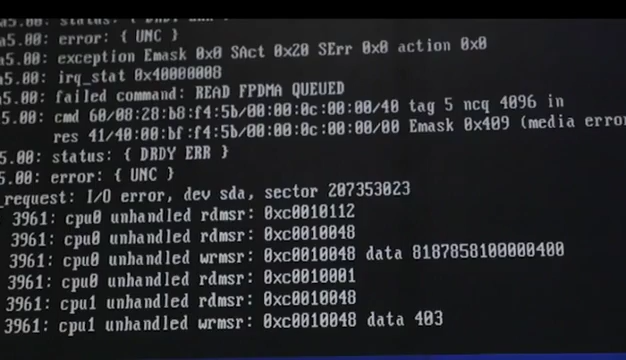 a5.00: status: { DRDY ERR }
a5.00: error: { UNC }
a5.00: exception Emask 0x0 SAct 0x20 SErr 0x0 action 0x0
a5.00: irq_stat 0x40000008
a5.00: failed command: READ FPDMA QUEUED
5.00: cmd 60/08:28:b8:f4:5b/00:00:0c:00:00/40 tag 5 ncq 4096 in
res 41/40:00:bf:f4:5b/00:00:0c:00:00/00 Emask 0x409 (media error
5.00: status: { DRDY ERR }
5.00: error: { UNC }
_request: I/O error, dev sda, sector 207353023
3961: cpu0 unhandled rdmsr: 0xc0010112
3961: cpu0 unhandled rdmsr: 0xc0010048
3961: cpu0 unhandled wrmsr: 0xc0010048 data 8187858100000400
3961: cpu0 unhandled rdmsr: 0xc0010001
3961: cpu1 unhandled rdmsr: 0xc0010048
3961: cpu1 unhandled wrmsr: 0xc0010048 data 403